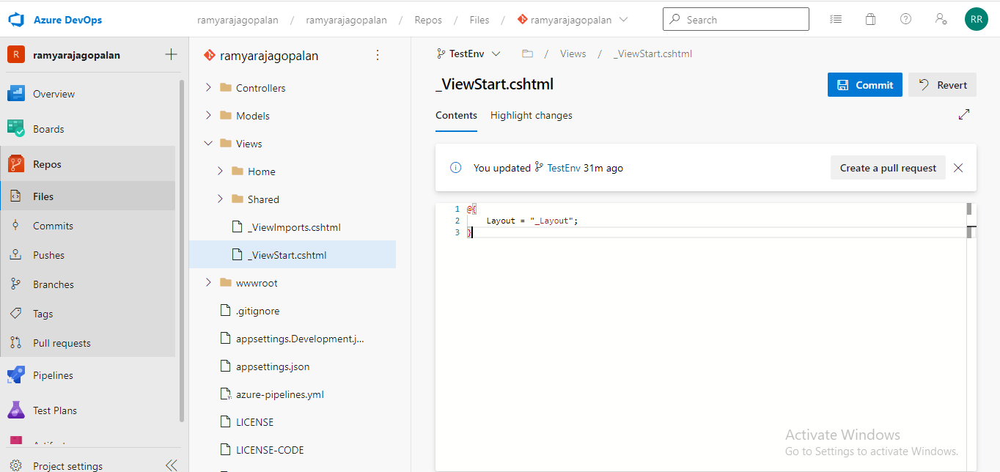 Azure DevOps
ramyarajagopalan / ramyarajagopalan / Repos / Files / ramyarajagopalan
Search
RR
R ramyarajagopalan
Overview
Boards
Repos
Files
Commits
Pushes
Branches
Tags
Pull requests
Pipelines
Test Plans
Project settings
ramyarajagopalan
Controllers
Models
Views
Home
Shared
_ViewImports.cshtml
_ViewStart.cshtml
wwwroot
.gitignore
appsettings.Development.j...
appsettings.json
azure-pipelines.yml
LICENSE
LICENSE-CODE
TestEnv / Views / _ViewStart.cshtml
_ViewStart.cshtml
Commit
Revert
Contents Highlight changes
You updated TestEnv 31m ago
Create a pull request
1 @{
2 Layout = "_Layout";
3 }
Activate Windows
Go to Settings to activate Windows.